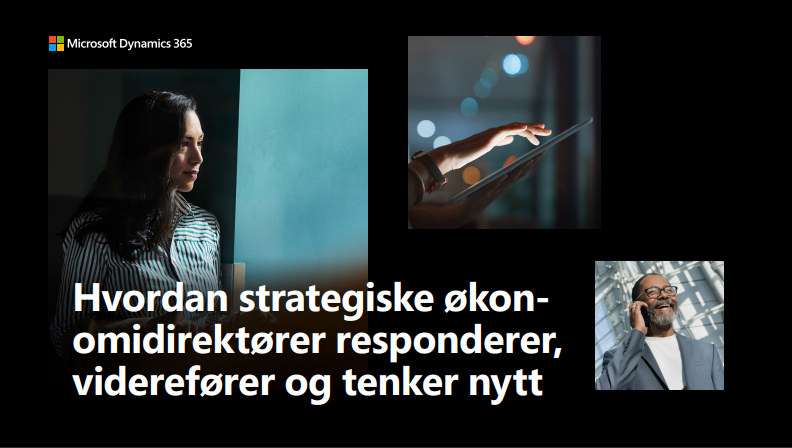 Microsoft Dynamics 365
Hvordan strategiske økon-
omidirektører responderer,
viderefører og tenker nytt